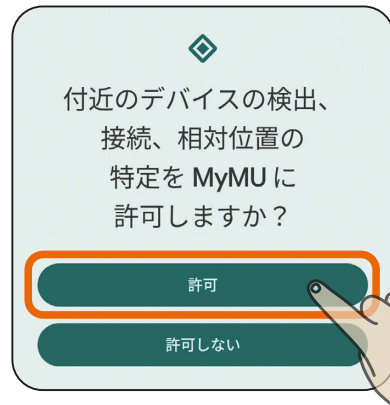 付近のデバイスの検出、
接続、相対位置の
特定を MyMU に
許可しますか？
許可
許可しない